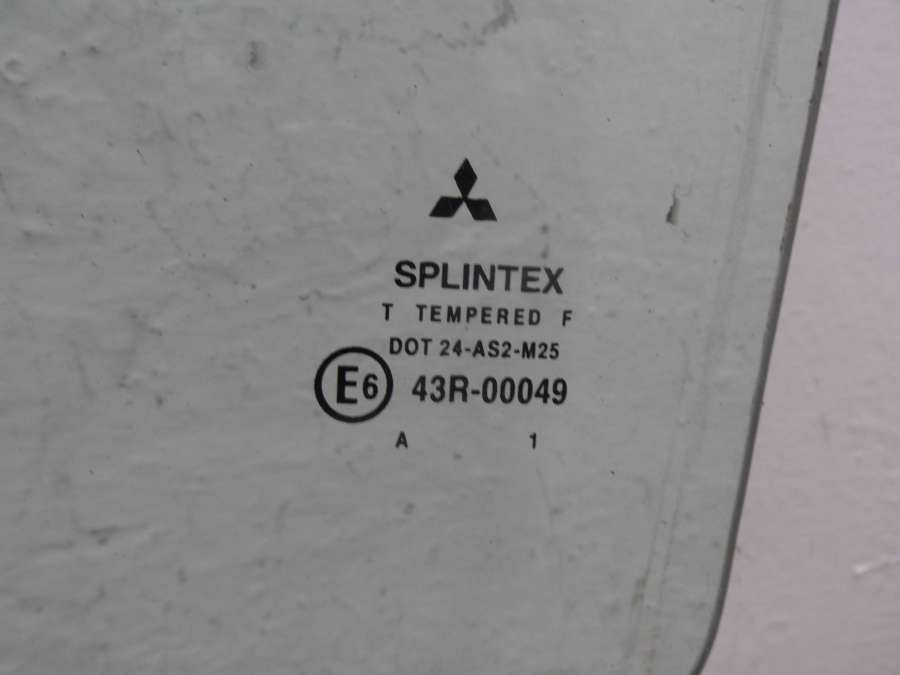 SPLINTEX
T TEMPERED F
DOT 24-AS2-M25
E6 43R-00049
A 1